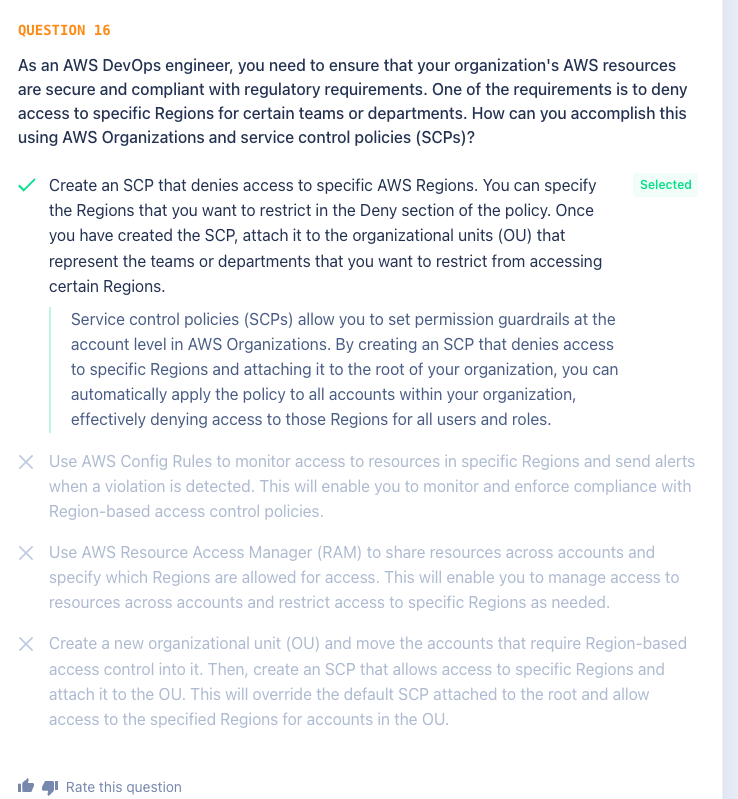 QUESTION 16
As an AWS DevOps engineer, you need to ensure that your organization's AWS resources
are secure and compliant with regulatory requirements. One of the requirements is to deny
access to specific Regions for certain teams or departments. How can you accomplish this
using AWS Organizations and service control policies (SCPs)?
Create an SCP that denies access to specific AWS Regions. You can specify
Selected
the Regions that you want to restrict in the Deny section of the policy. Once
you have created the SCP, attach it to the organizational units (OU) that
represent the teams or departments that you want to restrict from accessing
certain Regions.
Service control policies (SCPs) allow you to set permission guardrails at the
account level in AWS Organizations. By creating an SCP that denies access
to specific Regions and attaching it to the root of your organization, you can
automatically apply the policy to all accounts within your organization,
effectively denying access to those Regions for all users and roles.
Use AWS Config Rules to monitor access to resources in specific Regions and send alerts
when a violation is detected. This will enable you to monitor and enforce compliance with
Region-based access control policies.
Use AWS Resource Access Manager (RAM) to share resources across accounts and
specify which Regions are allowed for access. This will enable you to manage access to
resources across accounts and restrict access to specific Regions as needed.
Create a new organizational unit (OU) and move the accounts that require Region-based
access control into it. Then, create an SCP that allows access to specific Regions and
attach it to the OU. This will override the default SCP attached to the root and allow
access to the specified Regions for accounts in the OU.
Rate this question